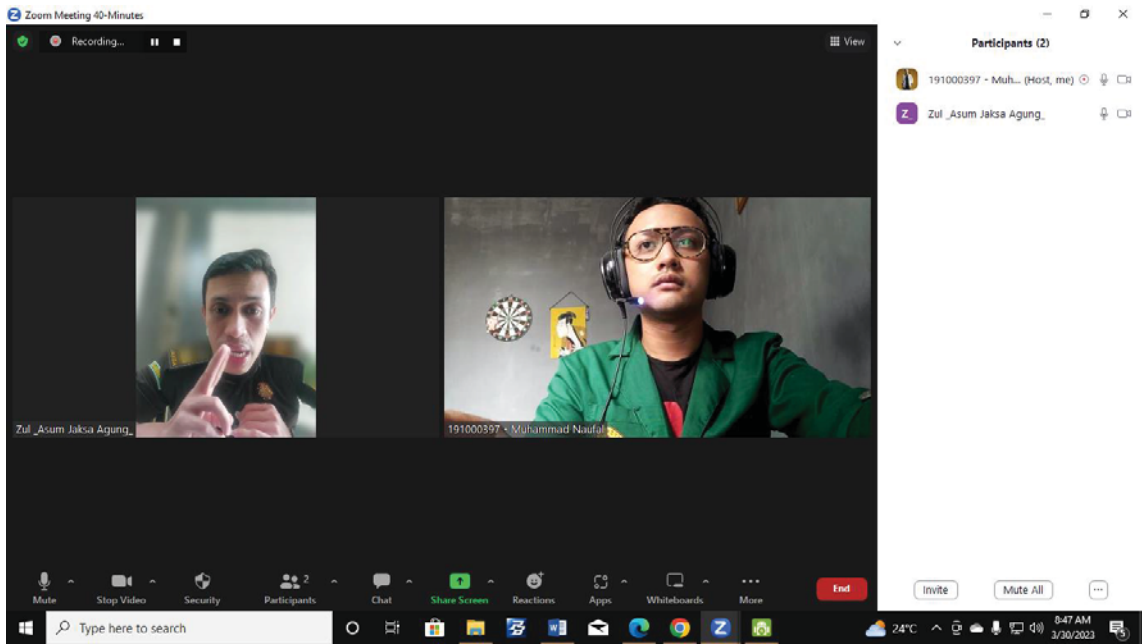 Zoom Meeting 40-Minutes
Recording...
View
Participants (2)
191000397 - Muh... (Host, me)
Z_
Zul _Asum Jaksa Agung_
Zul _Asum Jaksa Agung_
191000397 - Muhammad Naufal
Mute
Stop Video
Security
2
Participants
Chat
Share Screen
Reactions
Apps
Whiteboards
More
End
Invite
Mute All
...
Type here to search
24°C
8:47 AM
3/30/2023